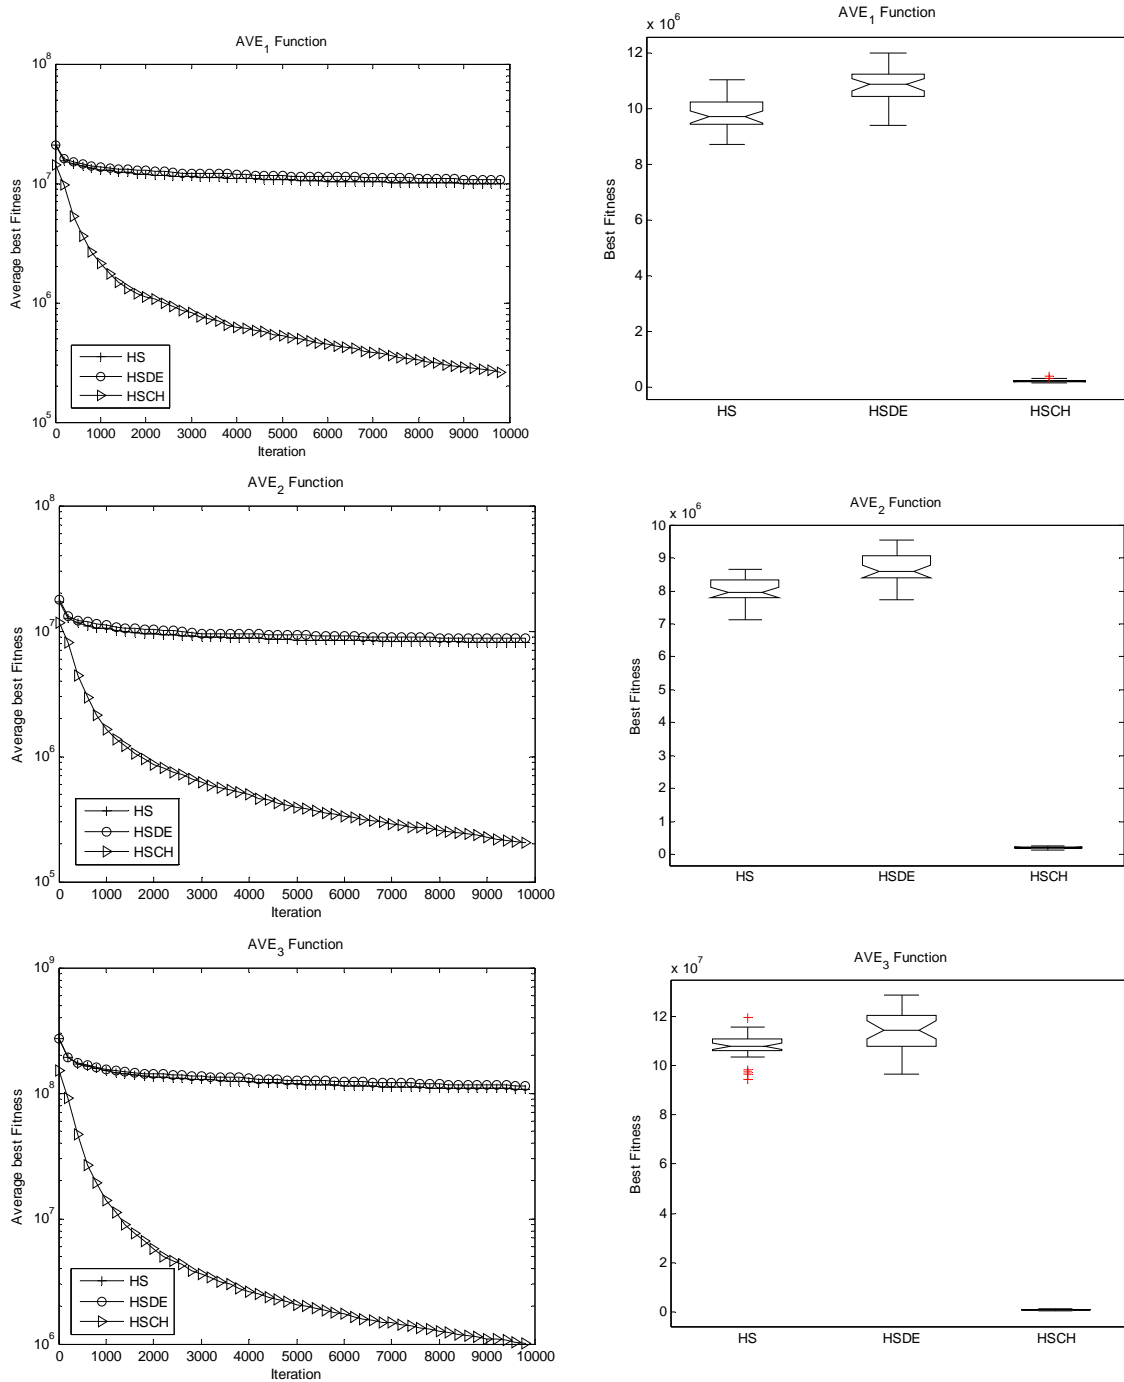 AVE1 Function
10^8
10^7
10^6
10^5
Average best Fitness
HS
HSDE
HSCH
0 1000 2000 3000 4000 5000 6000 7000 8000 9000 10000
Iteration
AVE1 Function
x 10^6
12
10
8
6
4
2
0
Best Fitness
HS HSDE HSCH
AVE2 Function
10^8
10^7
10^6
10^5
Average best Fitness
HS
HSDE
HSCH
0 1000 2000 3000 4000 5000 6000 7000 8000 9000 10000
Iteration
AVE2 Function
x 10^6
10
9
8
7
6
5
4
3
2
1
0
Best Fitness
HS HSDE HSCH
AVE3 Function
10^9
10^8
10^7
10^6
Average best Fitness
HS
HSDE
HSCH
0 1000 2000 3000 4000 5000 6000 7000 8000 9000 10000
Iteration
AVE3 Function
x 10^7
12
10
8
6
4
2
0
Best Fitness
HS HSDE HSCH